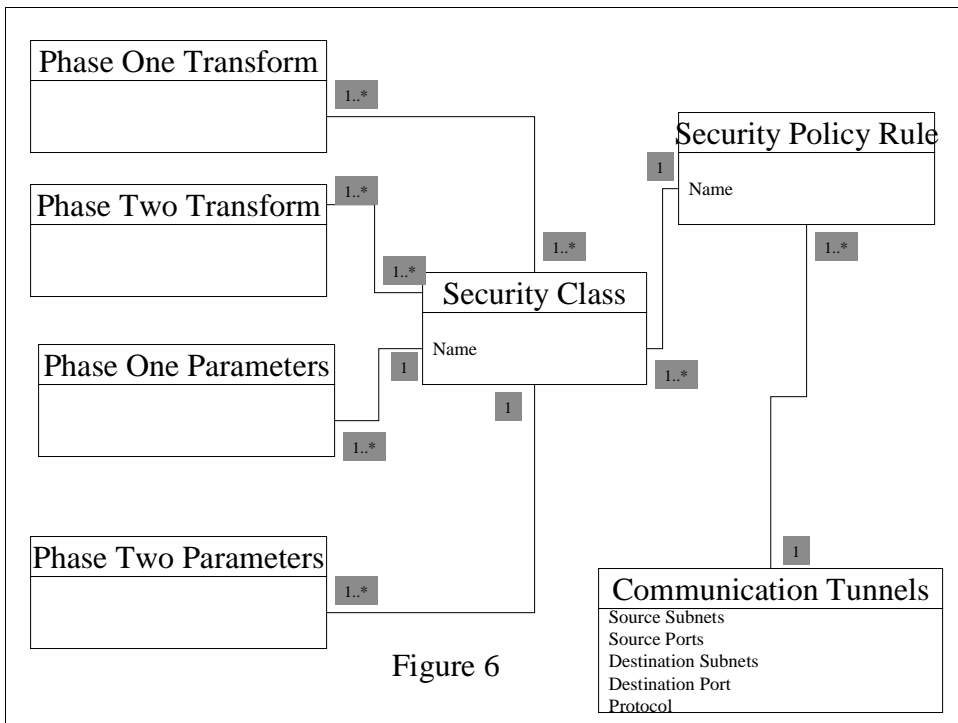 Phase One Transform
1..*
Security Policy Rule
1
Name
1..*
Phase Two Transform
1..*
1..*
1..*
Security Class
Name
1
1..*
1
Phase One Parameters
1..*
Phase Two Parameters
1..*
1
Communication Tunnels
Source Subnets
Source Ports
Destination Subnets
Destination Port
Protocol
Figure 6